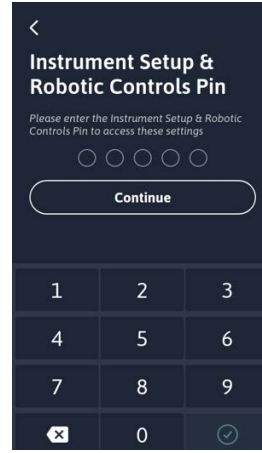 Instrument Setup &
Robotic Controls Pin
Please enter the Instrument Setup & Robotic
Controls Pin to access these settings
Continue
1 2 3
4 5 6
7 8 9
0